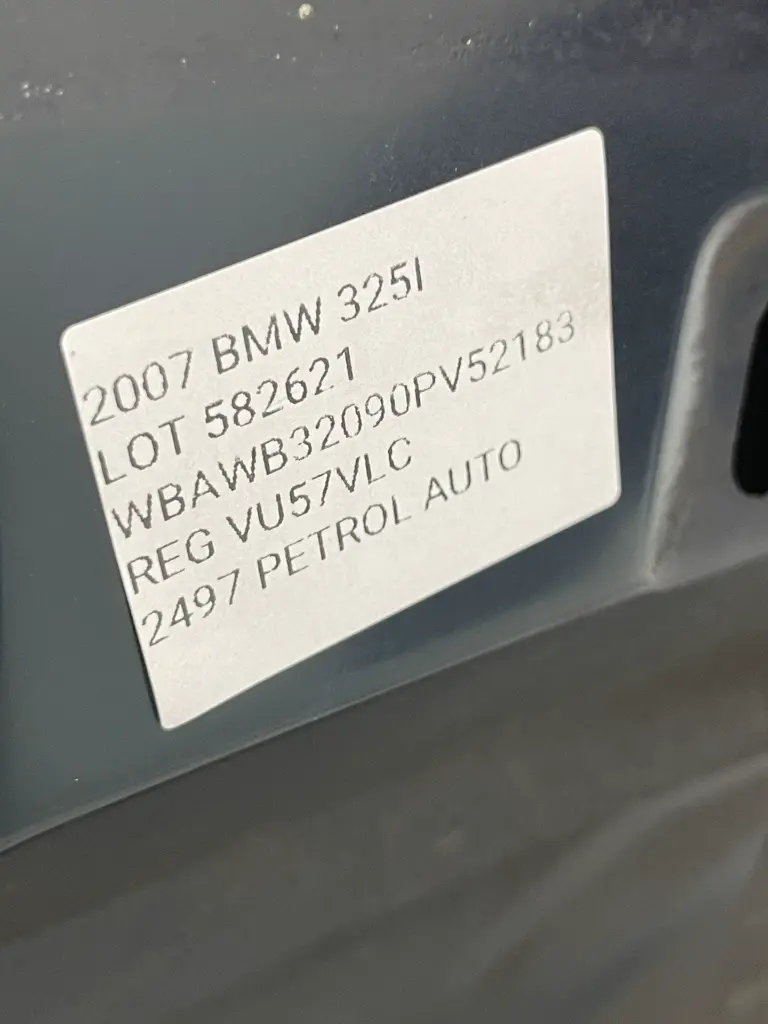 2007 BMW 325I
LOT 582621
WBAWB32090PV52183
REG VU57VLC
2497 PETROL AUTO